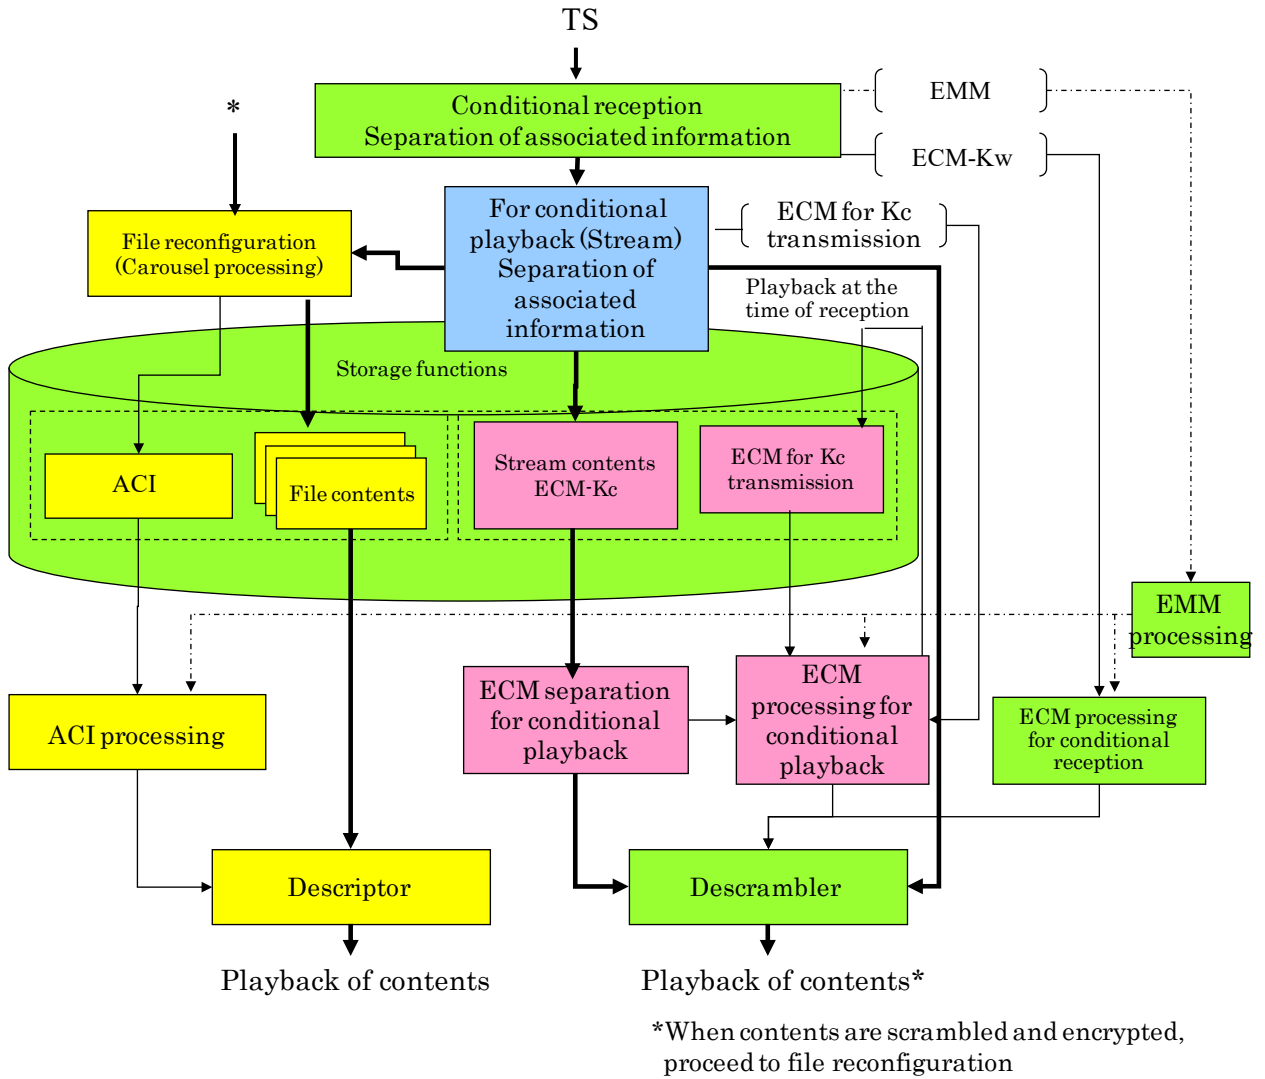 TS
Conditional reception
Separation of associated information
EMM
ECM-Kw
*
For conditional
playback (Stream)
Separation of
associated
information
ECM for Kc
transmission
File reconfiguration
(Carousel processing)
Playback at the
time of reception
Storage functions
ACI
File contents
Stream contents
ECM-Kc
ECM for Kc
transmission
EMM
processing
ACI processing
ECM separation
for conditional
playback
ECM
processing for
conditional
playback
ECM processing
for conditional
reception
Descriptor
Descrambler
Playback of contents
Playback of contents*
*When contents are scrambled and encrypted,
proceed to file reconfiguration